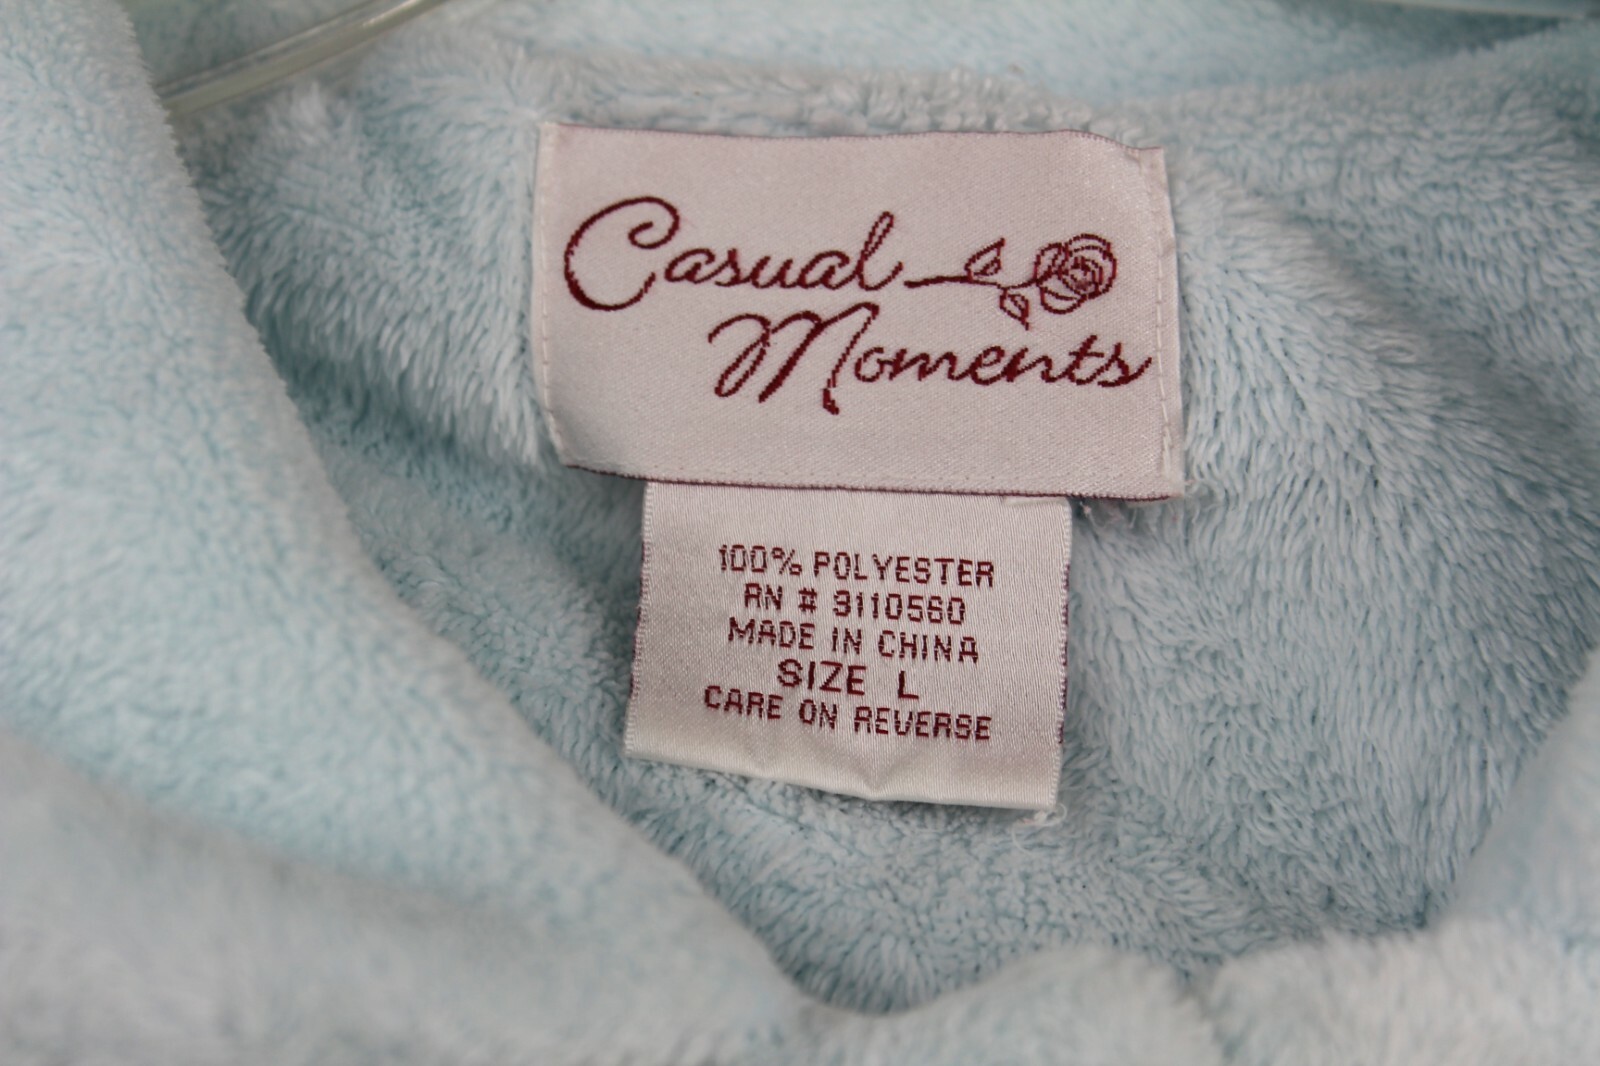 Casual
Moments
100% POLYESTER
RN # 3110560
MADE IN CHINA
SIZE L
CARE ON REVERSE